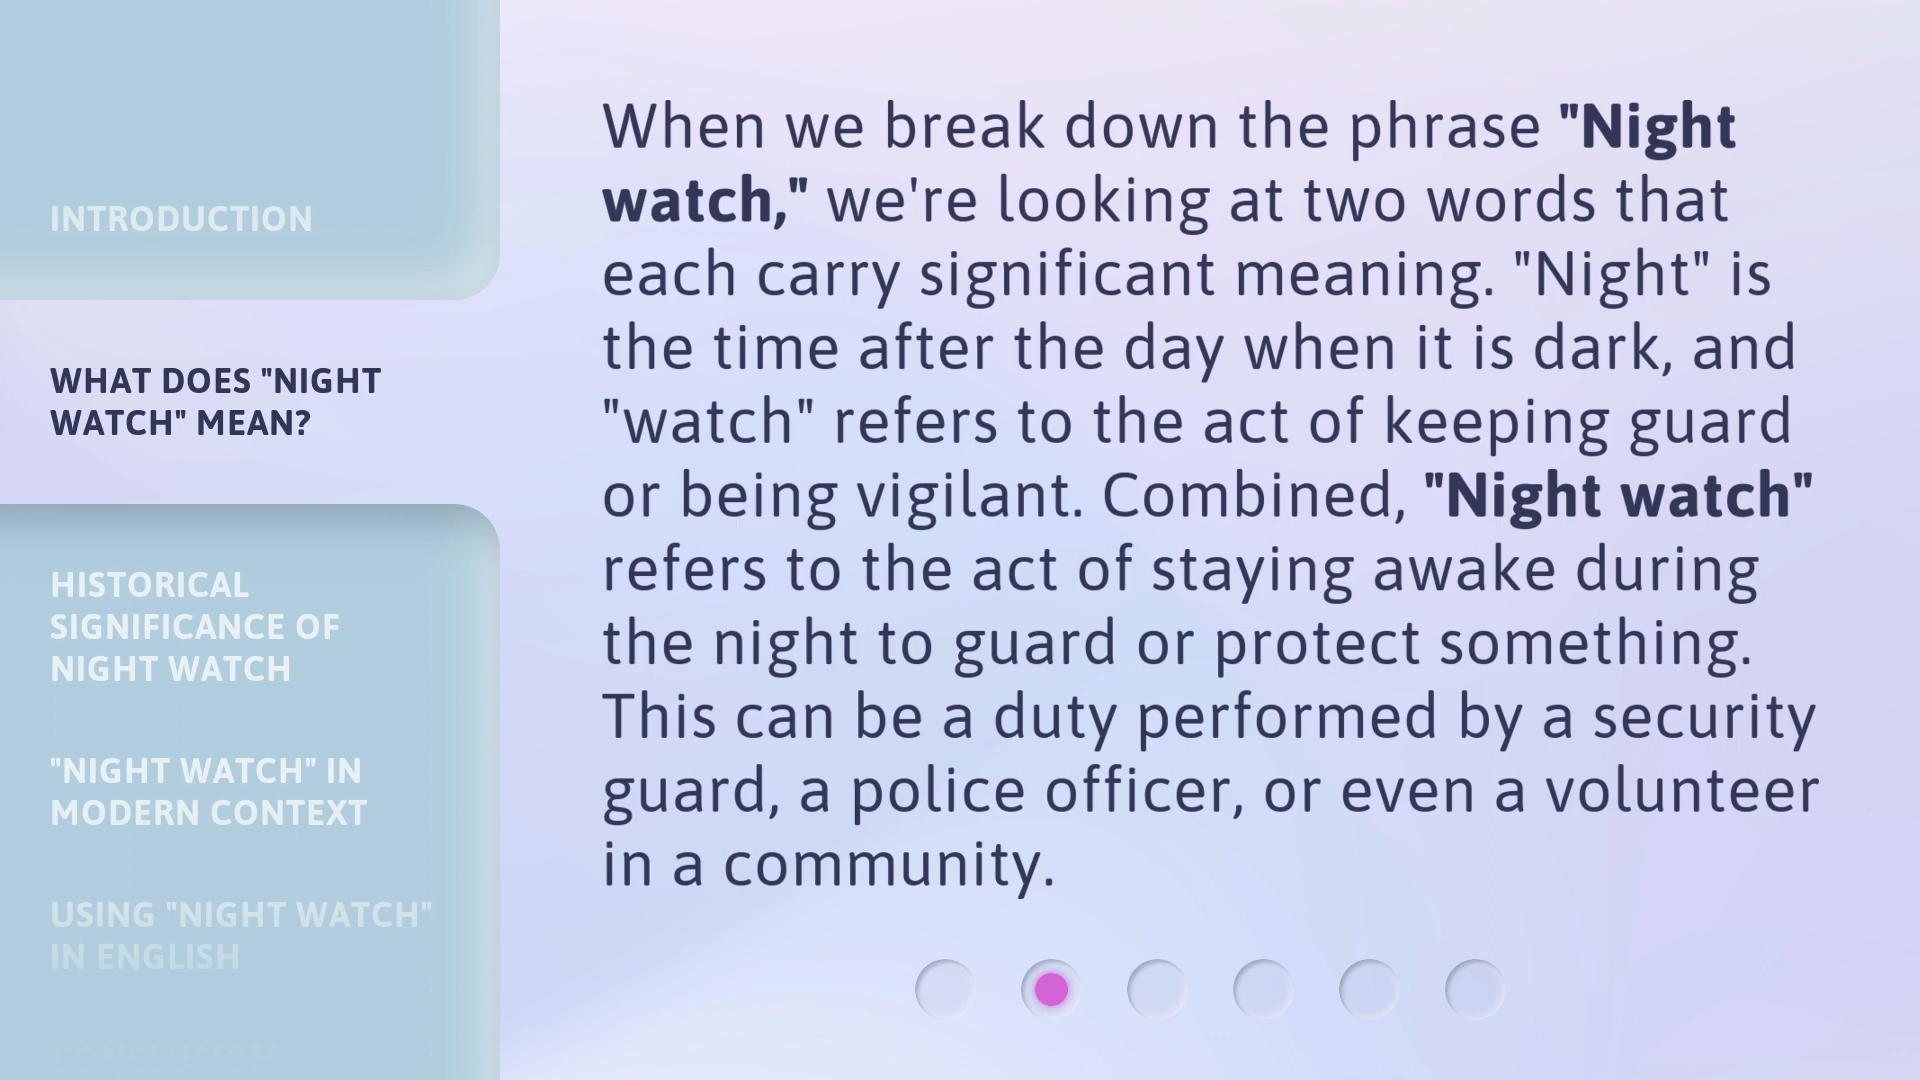 INTRODUCTION
WHAT DOES "NIGHT
WATCH" MEAN?
HISTORICAL
SIGNIFICANCE OF
NIGHT WATCH
"NIGHT WATCH" IN
MODERN CONTEXT
USING "NIGHT WATCH"
IN ENGLISH
CONCLUSION
When we break down the phrase "Night
watch," we're looking at two words that
each carry significant meaning. "Night" is
the time after the day when it is dark, and
"watch" refers to the act of keeping guard
or being vigilant. Combined, "Night watch"
refers to the act of staying awake during
the night to guard or protect something.
This can be a duty performed by a security
guard, a police officer, or even a volunteer
in a community.